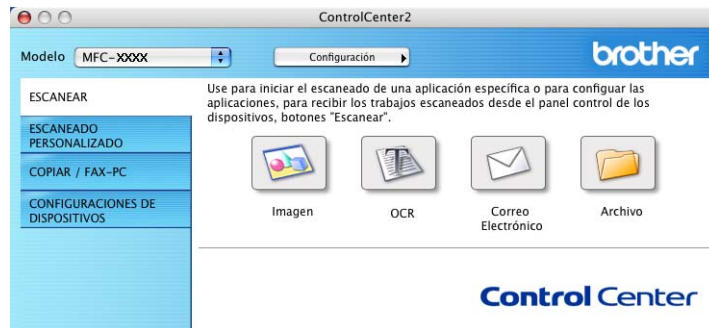 ControlCenter2
Modelo MFC-XXXX Configuración brother
ESCANEAR
ESCANEADO
PERSONALIZADO
COPIAR / FAX-PC
CONFIGURACIONES DE
DISPOSITIVOS
Use para iniciar el escaneado de una aplicación específica o para configuar las
aplicaciones, para recibir los trabajos escaneados desde el panel control de los
dispositivos, botones "Escanear".
Imagen OCR Correo Archivo
Electrónico
Control Center